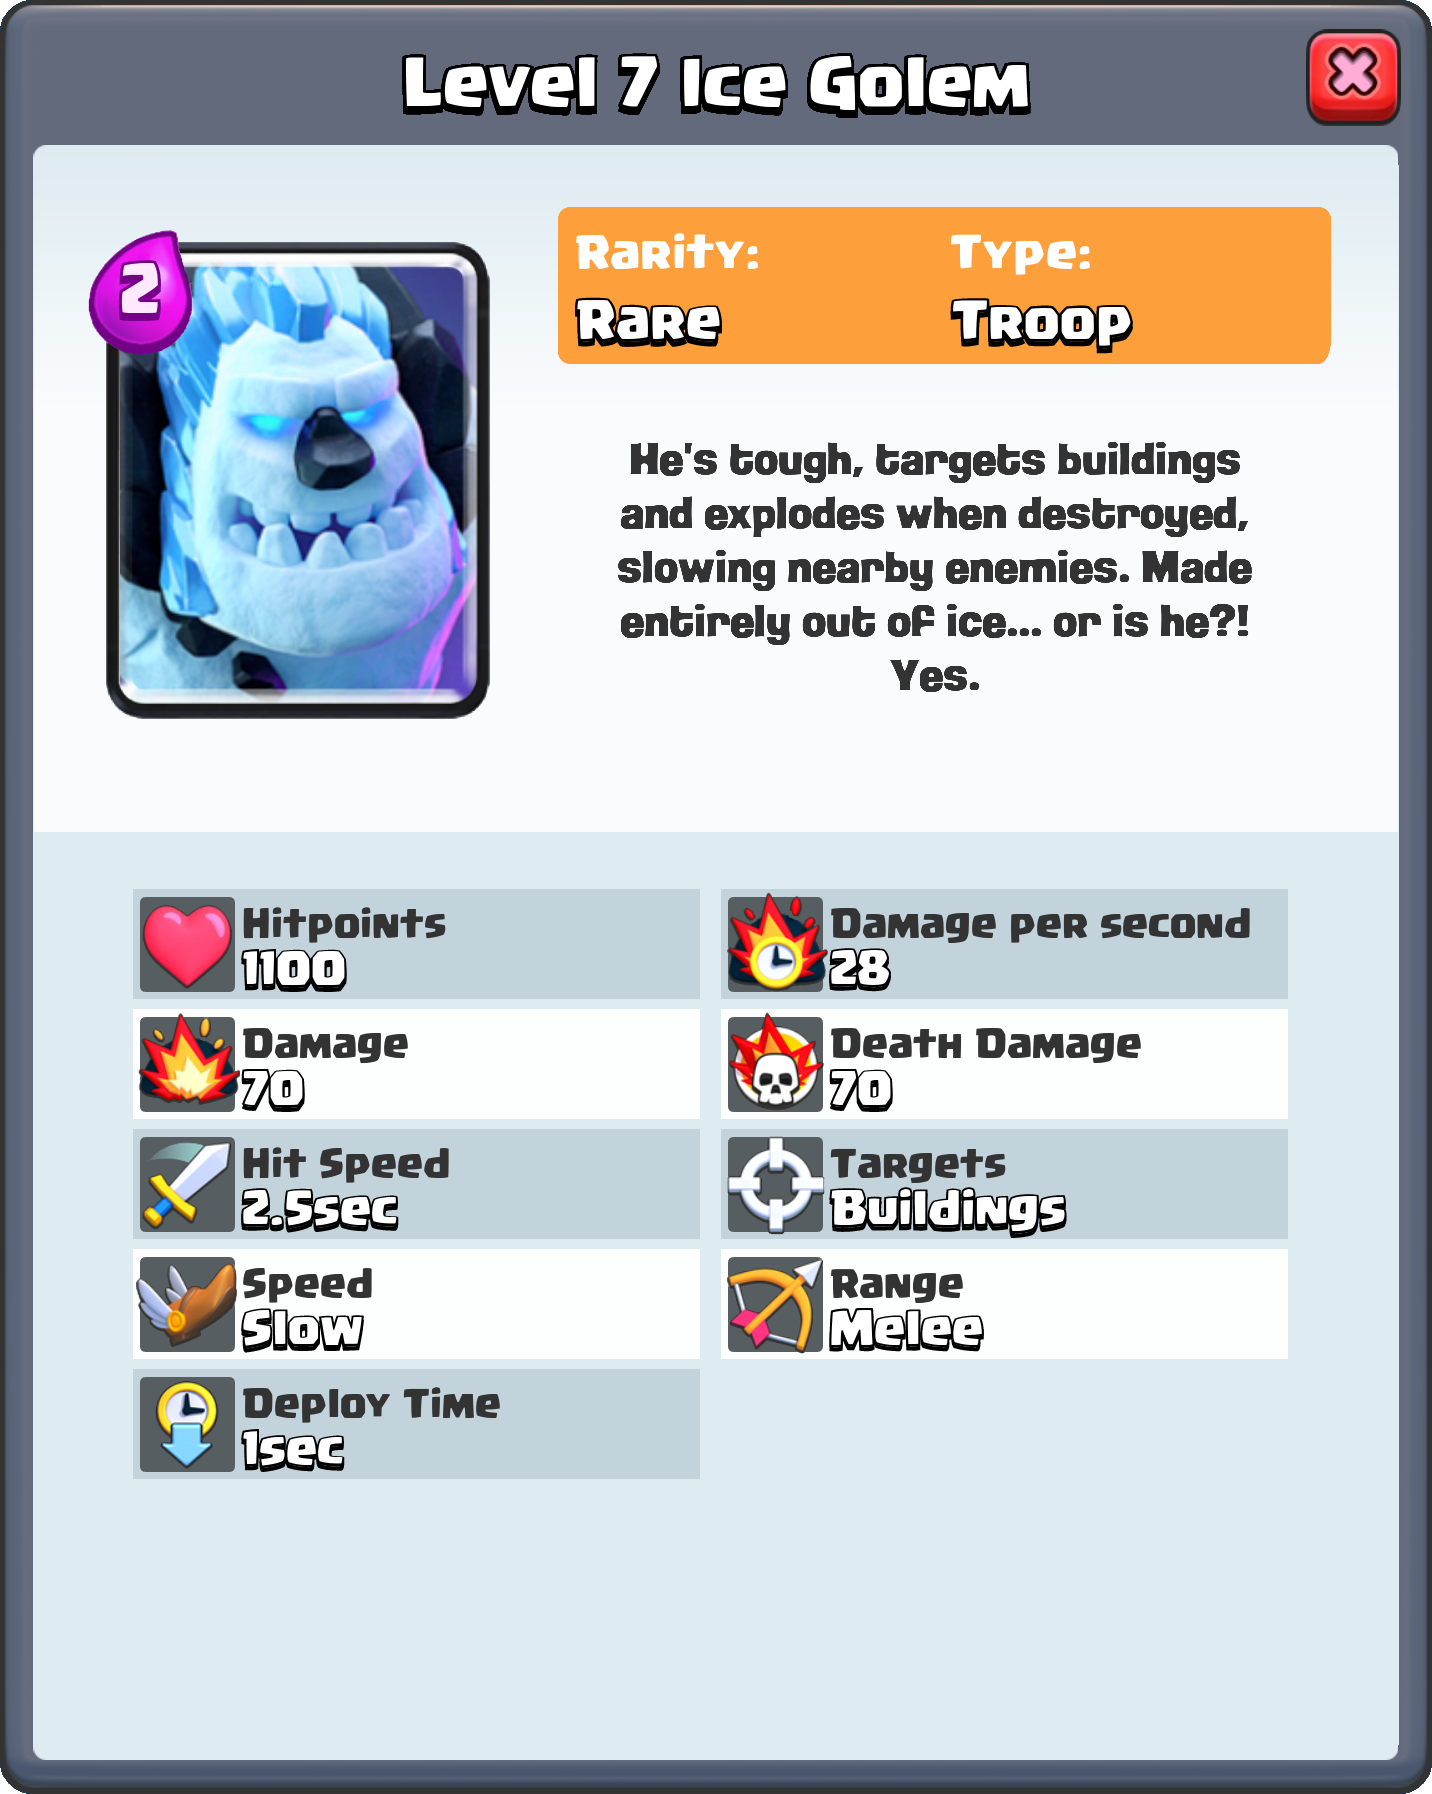 Level 7 Ice Golem
2
Rarity:
Rare
Type:
Troop
He's tough, targets buildings
and explodes when destroyed,
slowing nearby enemies. Made
entirely out of ice... or is he?!
Yes.
Hitpoints
1100
Damage per second
28
Damage
70
Death Damage
70
Hit Speed
2.5sec
Targets
Buildings
Speed
Slow
Range
Melee
Deploy Time
1sec